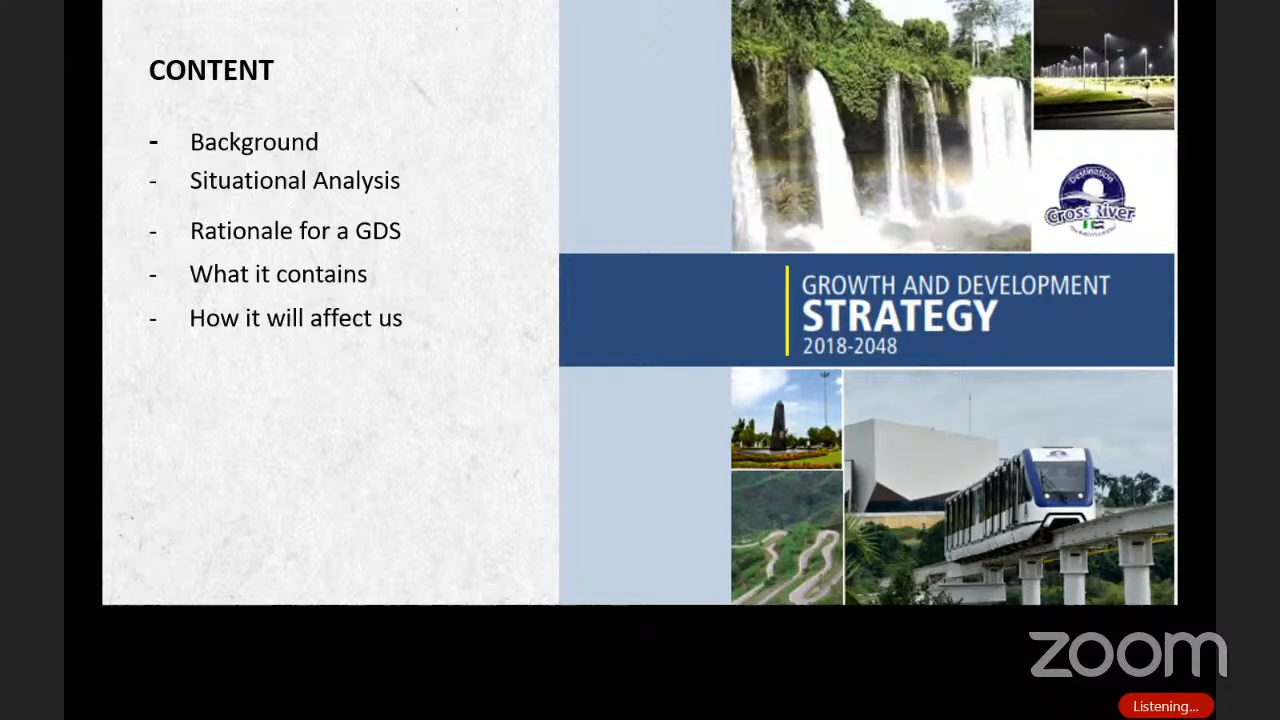 CONTENT
- Background
- Situational Analysis
- Rationale for a GDS
- What it contains
- How it will affect us
Destination
Cross River
GROWTH AND DEVELOPMENT
STRATEGY
2018-2048
zoom
Listening...